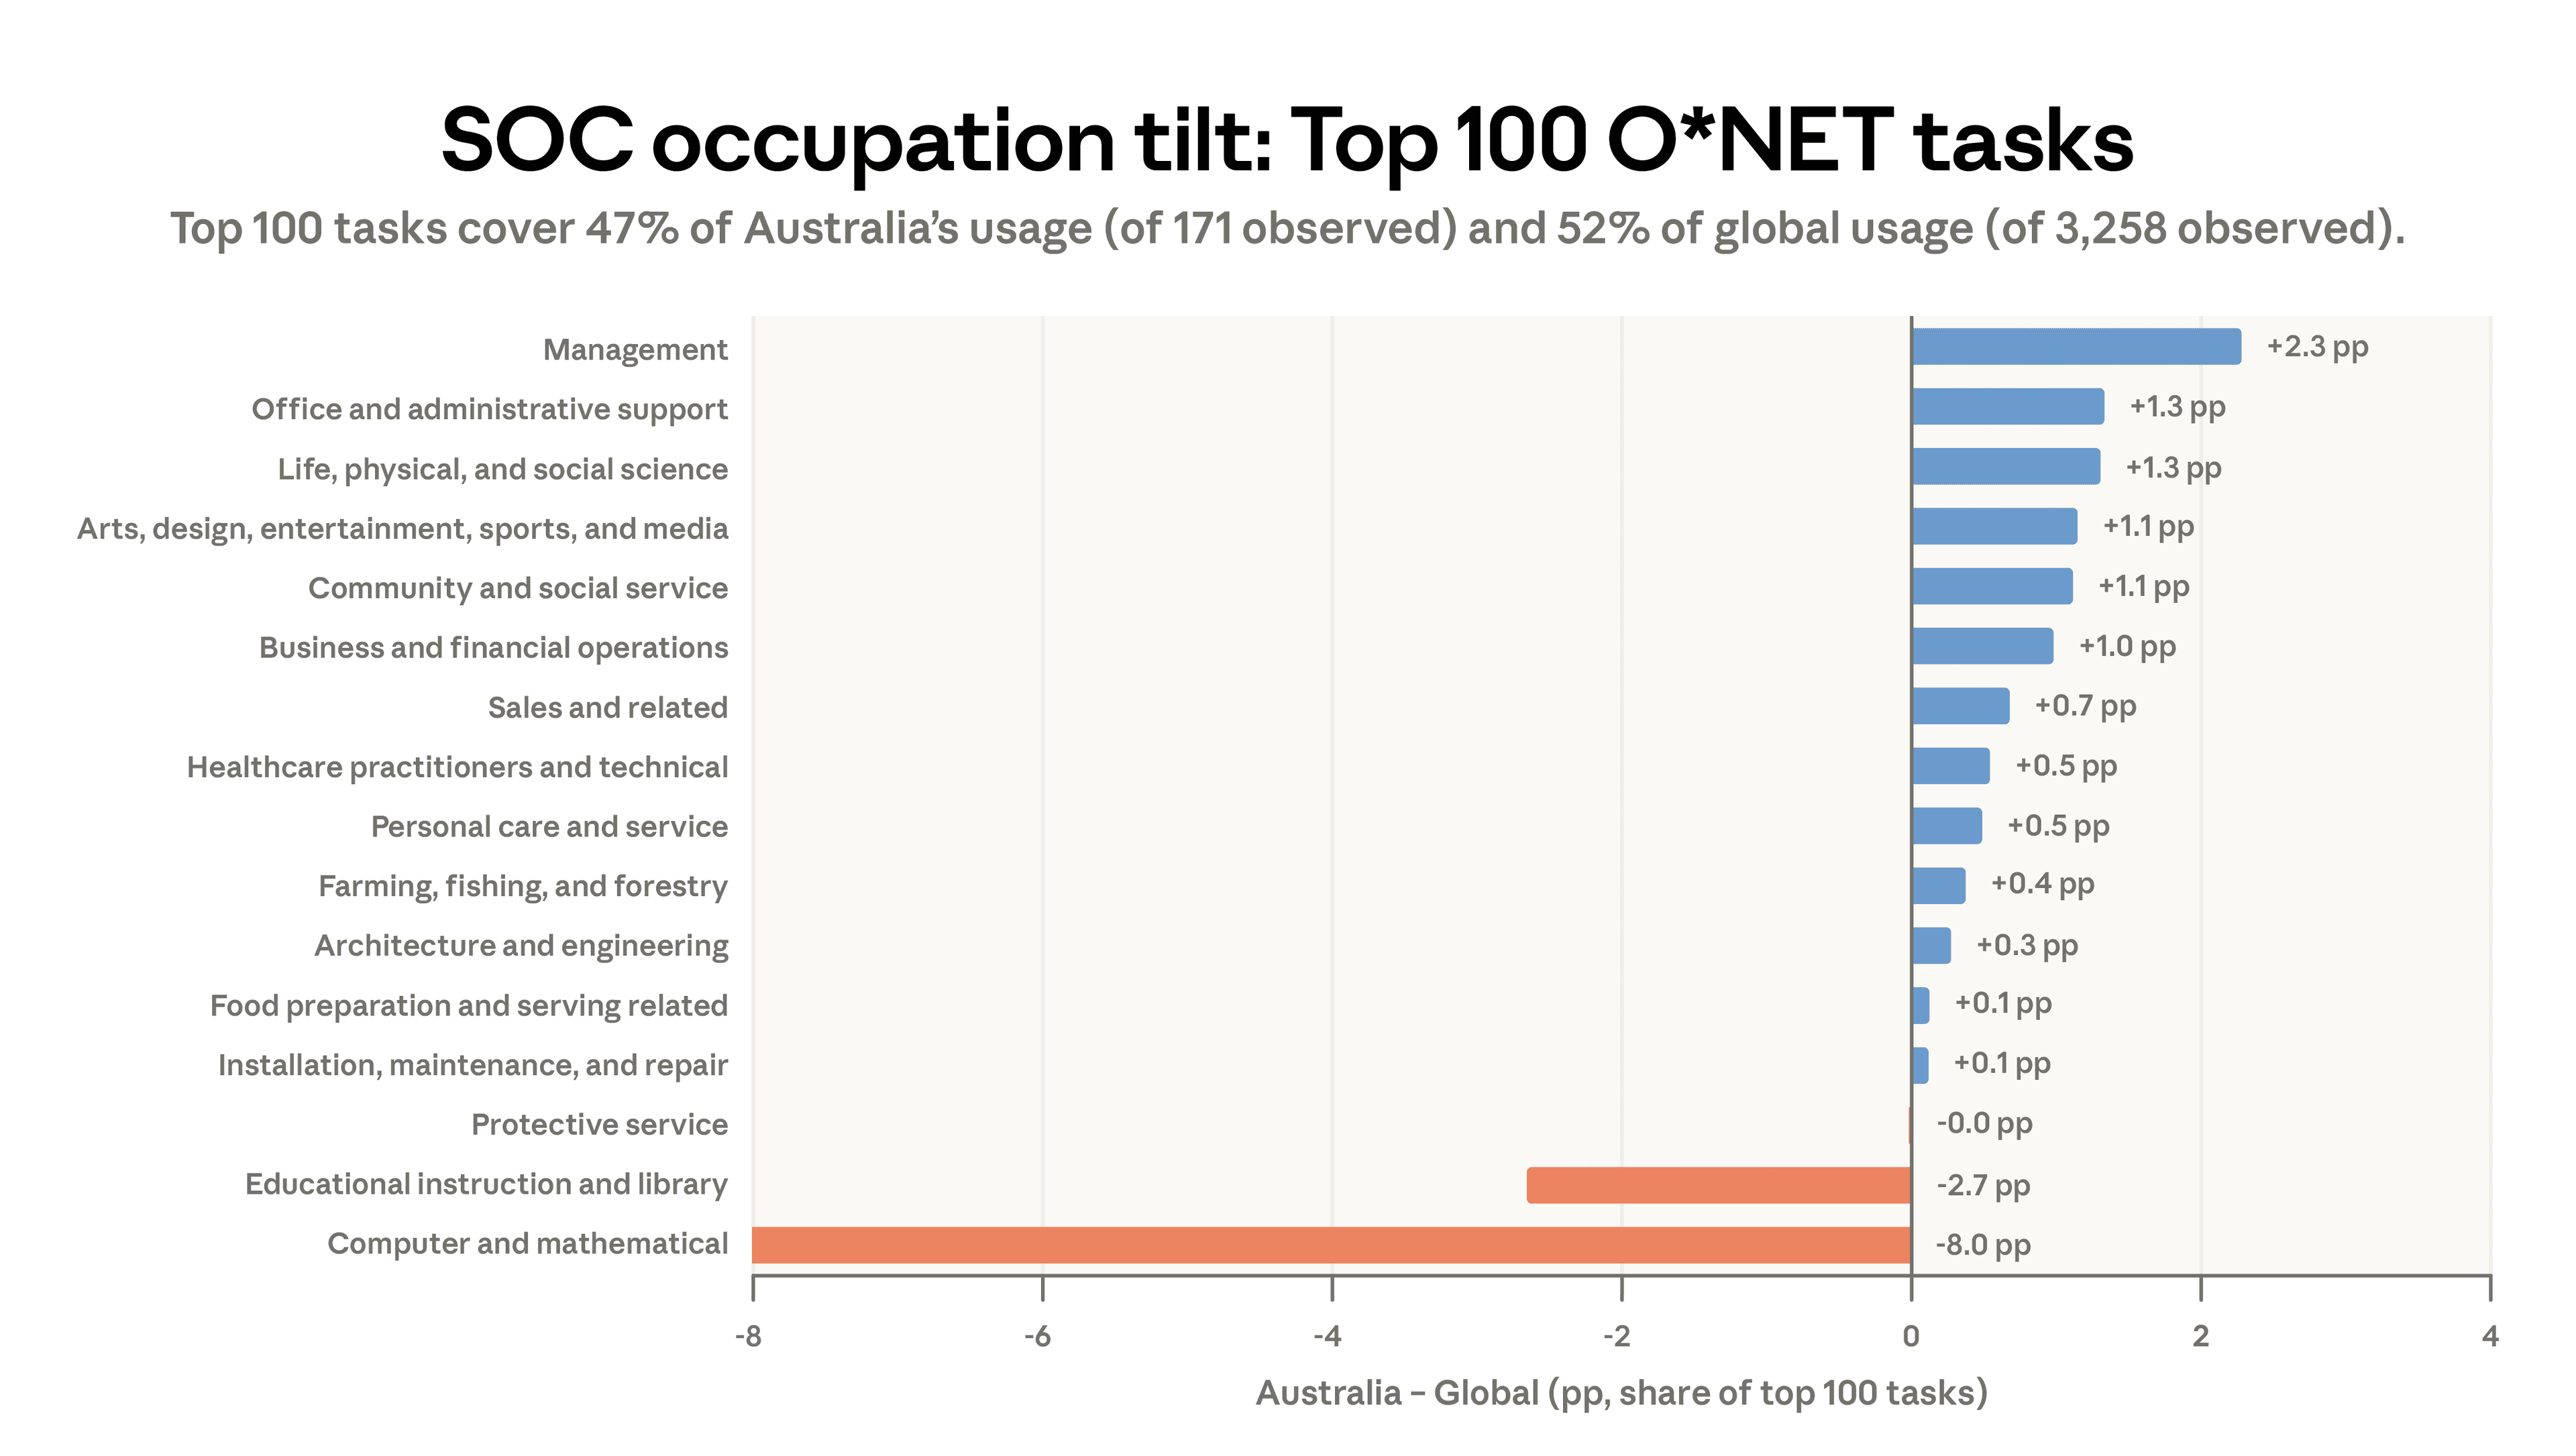 SOC occupation tilt: Top 100 O*NET tasks
Top 100 tasks cover 47% of Australia’s usage (of 171 observed) and 52% of global usage (of 3,258 observed).
Management +2.3 pp
Office and administrative support +1.3 pp
Life, physical, and social science +1.3 pp
Arts, design, entertainment, sports, and media +1.1 pp
Community and social service +1.1 pp
Business and financial operations +1.0 pp
Sales and related +0.7 pp
Healthcare practitioners and technical +0.5 pp
Personal care and service +0.5 pp
Farming, fishing, and forestry +0.4 pp
Architecture and engineering +0.3 pp
Food preparation and serving related +0.1 pp
Installation, maintenance, and repair +0.1 pp
Protective service -0.0 pp
Educational instruction and library -2.7 pp
Computer and mathematical -8.0 pp
-8 -6 -4 -2 0 2 4
Australia – Global (pp, share of top 100 tasks)